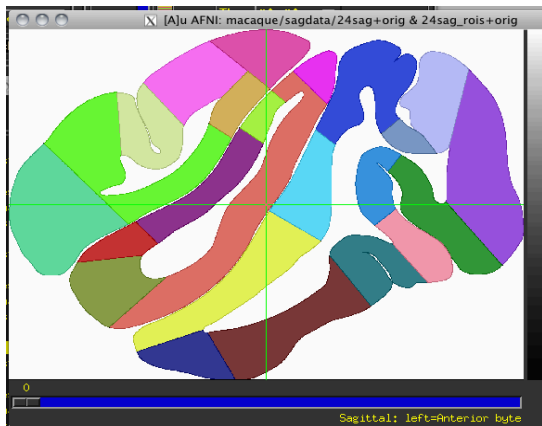 [A]u AFNI: macaque/sagdata/24sag+orig & 24sag_rois+orig
0
Sagittal: left=Anterior byte